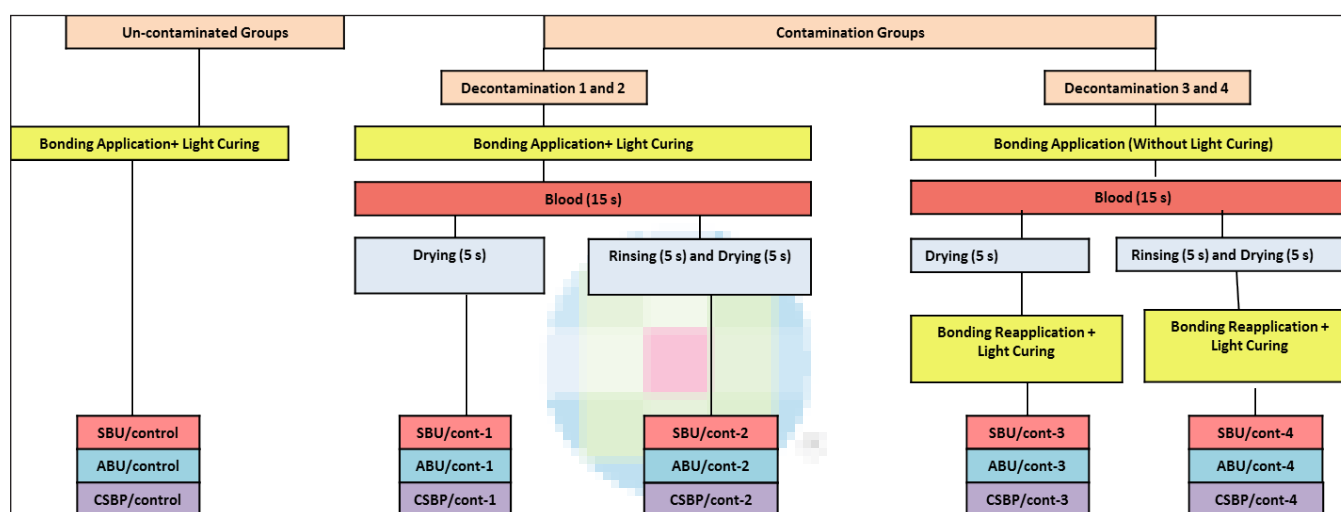 Un-contaminated Groups
Contamination Groups
Decontamination 1 and 2
Decontamination 3 and 4
Bonding Application+ Light Curing
Bonding Application+ Light Curing
Bonding Application (Without Light Curing)
Blood (15 s)
Blood (15 s)
Drying (5 s)
Rinsing (5 s) and Drying (5 s)
Drying (5 s)
Rinsing (5 s) and Drying (5 s)
Bonding Reapplication +
Light Curing
Bonding Reapplication +
Light Curing
SBU/control
ABU/control
CSBP/control
SBU/cont-1
ABU/cont-1
CSBP/cont-1
SBU/cont-2
ABU/cont-2
CSBP/cont-2
SBU/cont-3
ABU/cont-3
CSBP/cont-3
SBU/cont-4
ABU/cont-4
CSBP/cont-4